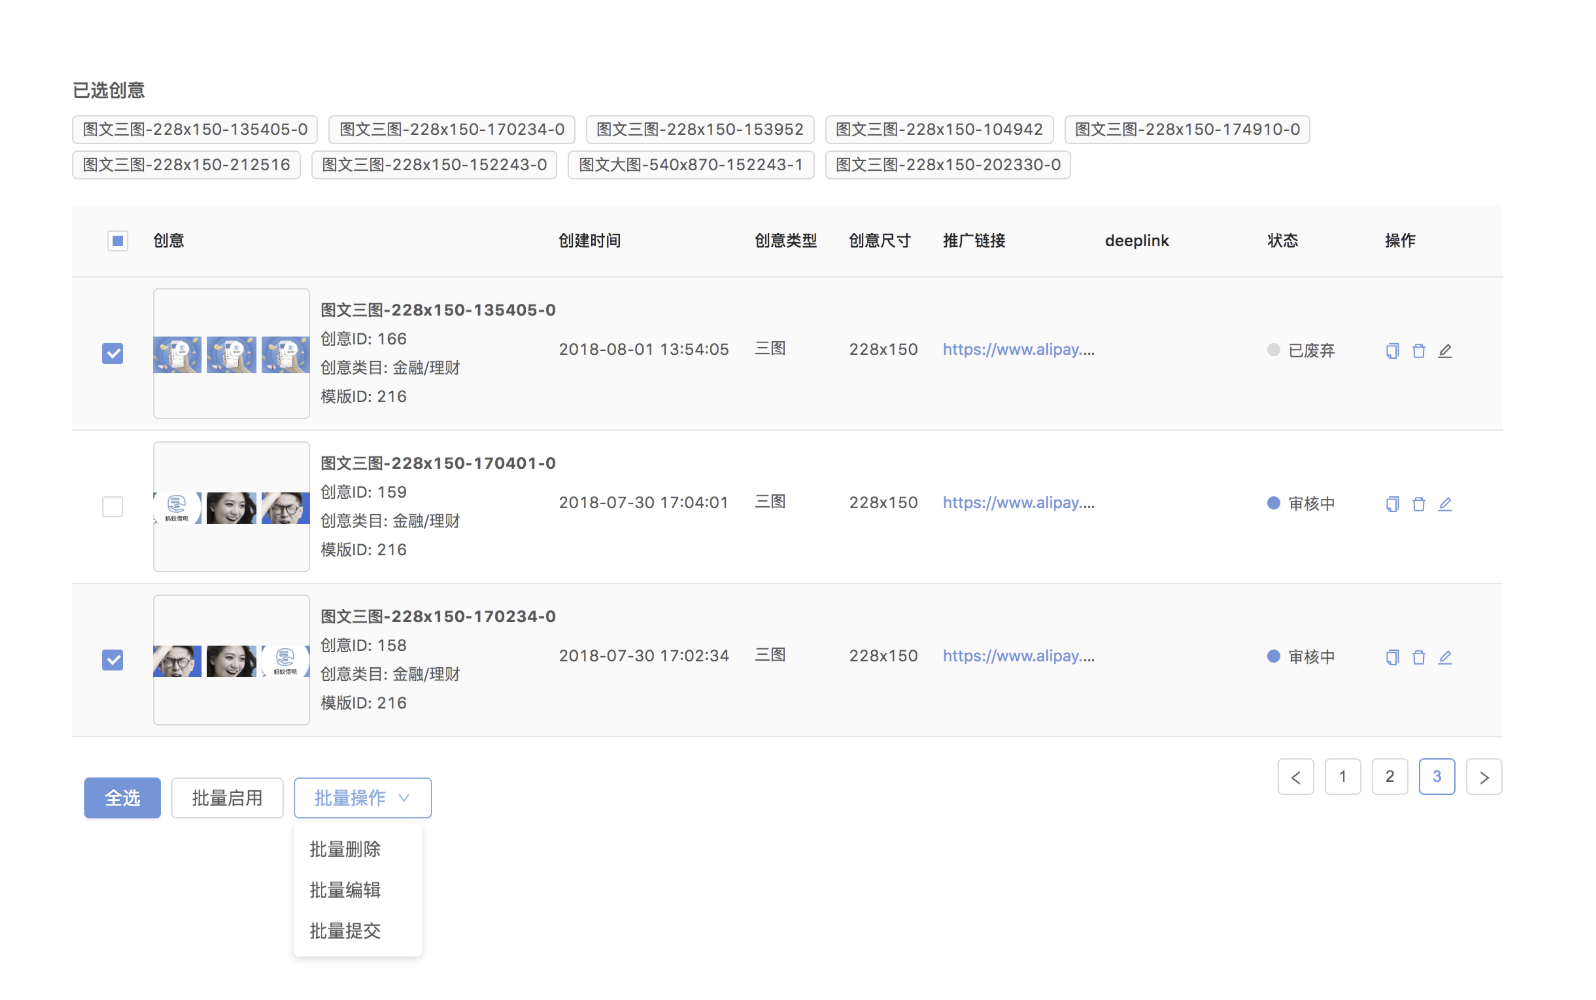 已选创意
图文三图-228x150-135405-0 图文三图-228x150-170234-0 图文三图-228x150-153952 图文三图-228x150-104942 图文三图-228x150-174910-0
图文三图-228x150-212516 图文三图-228x150-152243-0 图文大图-540x870-152243-1 图文三图-228x150-202330-0
创意 创建时间 创意类型 创意尺寸 推广链接 deeplink 状态 操作
图文三图-228x150-135405-0
创意ID: 166
创意类目: 金融/理财
模版ID: 216
2018-08-01 13:54:05 三图 228x150 https://www.alipay.... 已废弃
图文三图-228x150-170401-0
创意ID: 159
创意类目: 金融/理财
模版ID: 216
2018-07-30 17:04:01 三图 228x150 https://www.alipay.... 审核中
蚂蚁借呗
图文三图-228x150-170234-0
创意ID: 158
创意类目: 金融/理财
模版ID: 216
2018-07-30 17:02:34 三图 228x150 https://www.alipay.... 审核中
蚂蚁借呗
< 1 2 3 >
全选 批量启用 批量操作
批量删除
批量编辑
批量提交